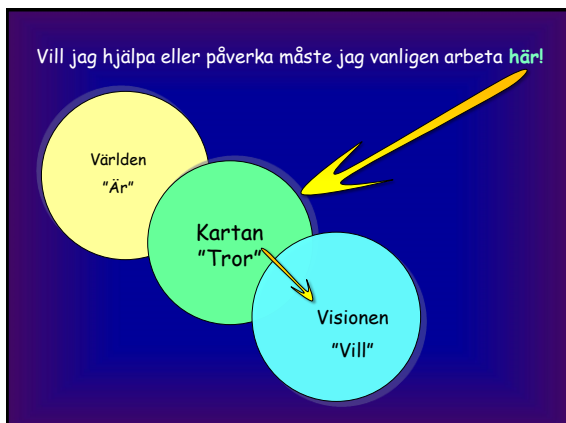 Vill jag hjälpa eller påverka måste jag vanligen arbeta här!
Världen
"Är"
Kartan
"Tror"
Visionen
"Vill"